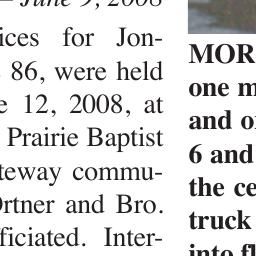 – June 9, 2008
ices for Jon-
86, were held
12, 2008, at
Prairie Baptist
teway commu-
Ortner and Bro.
ficiated. Inter-
MOR
one m
and o
6 and
the ce
truck
into fl